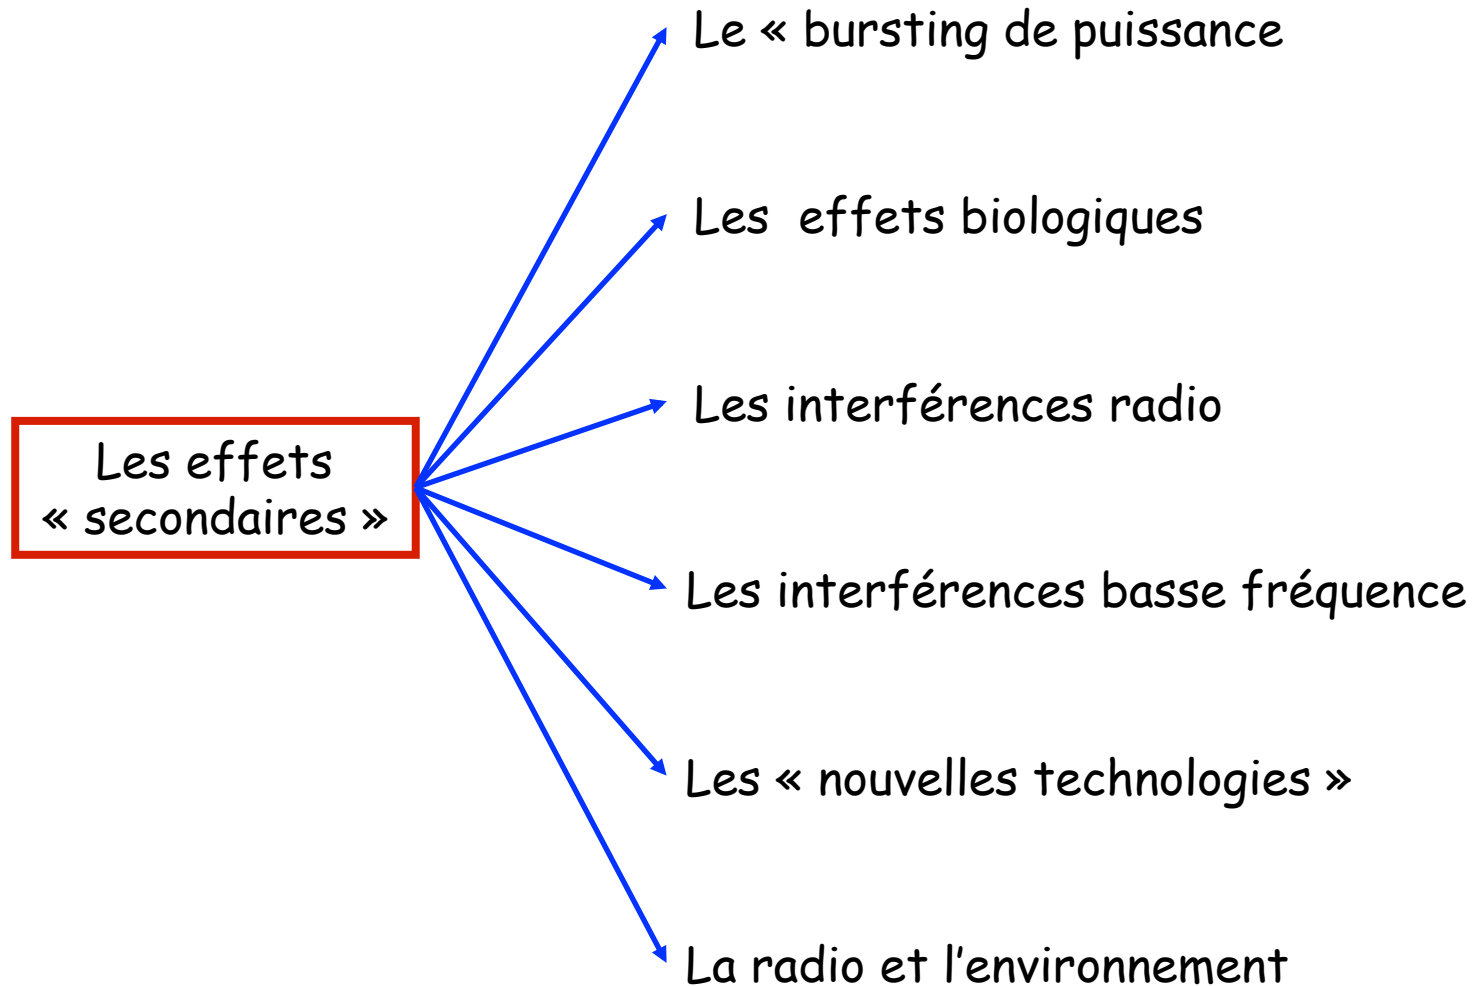 Le « bursting de puissance
Les effets biologiques
Les interférences radio
Les effets
« secondaires »
Les interférences basse fréquence
Les « nouvelles technologies »
La radio et l'environnement